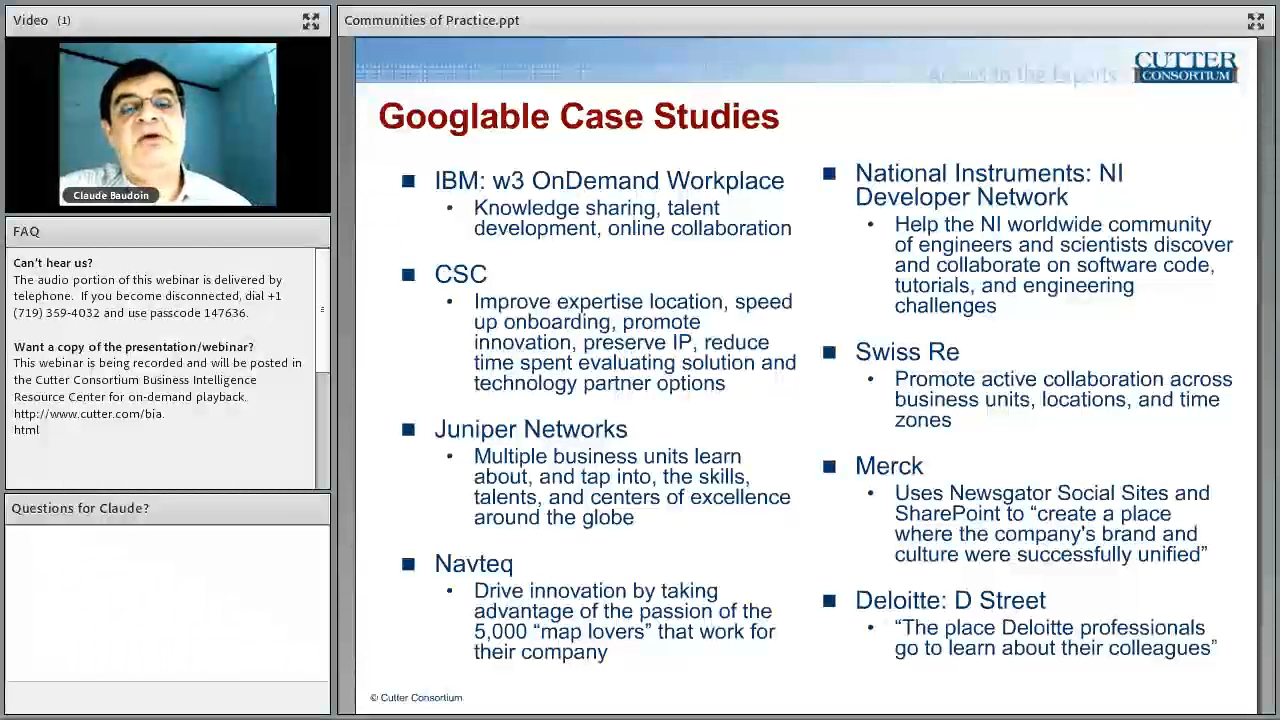 Video (1)
Claude Baudoin
FAQ
Can't hear us?
The audio portion of this webinar is delivered by
telephone. If you become disconnected, dial +1
(719) 359-4032 and use passcode 147636.
Want a copy of the presentation/webinar?
This webinar is being recorded and will be posted in
the Cutter Consortium Business Intelligence
Resource Center for on-demand playback.
http://www.cutter.com/bia.
html
Questions for Claude?
Communities of Practice.ppt
Access to the Experts
CUTTER
CONSORTIUM
Googlable Case Studies
IBM: w3 OnDemand Workplace
Knowledge sharing, talent
development, online collaboration
CSC
Improve expertise location, speed
up onboarding, promote
innovation, preserve IP, reduce
time spent evaluating solution and
technology partner options
Juniper Networks
Multiple business units learn
about, and tap into, the skills,
talents, and centers of excellence
around the globe
Navteq
Drive innovation by taking
advantage of the passion of the
5,000 “map lovers” that work for
their company
National Instruments: NI
Developer Network
Help the NI worldwide community
of engineers and scientists discover
and collaborate on software code,
tutorials, and engineering
challenges
Swiss Re
Promote active collaboration across
business units, locations, and time
zones
Merck
Uses Newsgator Social Sites and
SharePoint to “create a place
where the company's brand and
culture were successfully unified”
Deloitte: D Street
“The place Deloitte professionals
go to learn about their colleagues”
© Cutter Consortium